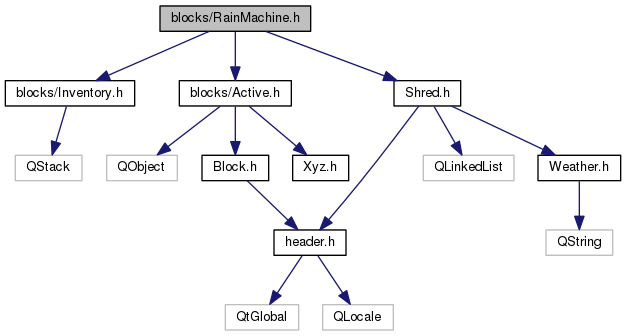 blocks/RainMachine.h
blocks/Inventory.h
blocks/Active.h
Shred.h
QStack
QObject
Block.h
Xyz.h
QLinkedList
Weather.h
header.h
QString
QtGlobal
QLocale